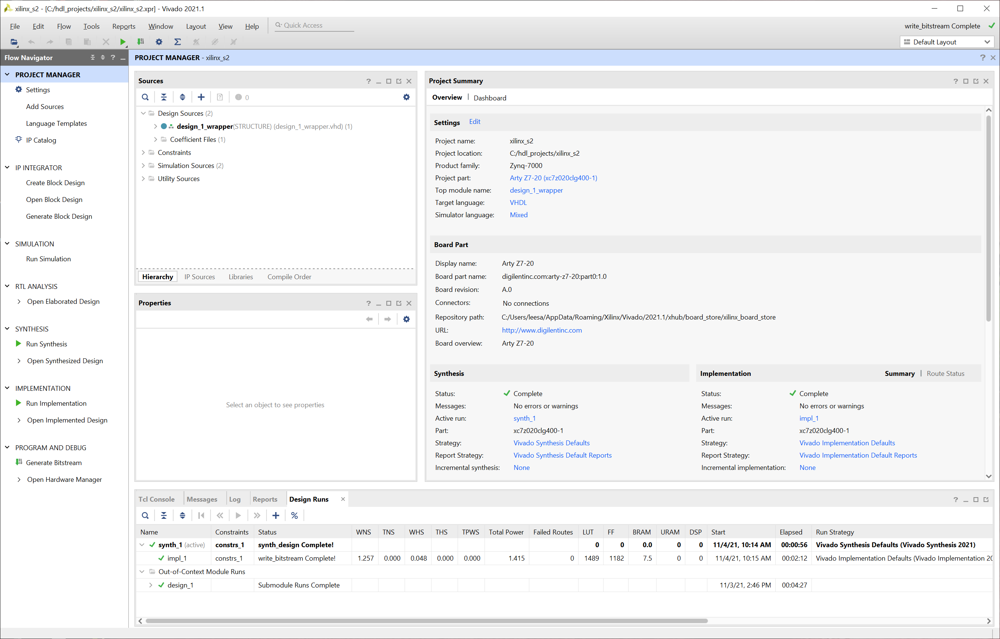 xilinx_s2 - [C:/hdl_projects/xilinx_s2/xilinx_s2.xpr] - Vivado 2021.1
File Edit Flow Tools Reports Window Layout View Help Quick Access
write_bitstream Complete
Default Layout
Flow Navigator
PROJECT MANAGER
Settings
Add Sources
Language Templates
IP Catalog
IP INTEGRATOR
Create Block Design
Open Block Design
Generate Block Design
SIMULATION
Run Simulation
RTL ANALYSIS
Open Elaborated Design
SYNTHESIS
Run Synthesis
Open Synthesized Design
IMPLEMENTATION
Run Implementation
Open Implemented Design
PROGRAM AND DEBUG
Generate Bitstream
Open Hardware Manager
PROJECT MANAGER - xilinx_s2
Sources
0
Design Sources (2)
design_1_wrapper(STRUCTURE) (design_1_wrapper.vhd) (1)
Coefficient Files (1)
Constraints
Simulation Sources (2)
Utility Sources
Hierarchy IP Sources Libraries Compile Order
Properties
Select an object to see properties
Project Summary
Overview | Dashboard
Settings Edit
Project name: xilinx_s2
Project location: C:/hdl_projects/xilinx_s2
Product family: Zynq-7000
Project part: Arty Z7-20 (xc7z020clg400-1)
Top module name: design_1_wrapper
Target language: VHDL
Simulator language: Mixed
Board Part
Display name: Arty Z7-20
Board part name: digilentinc.com:arty-z7-20:part0:1.0
Board revision: A.0
Connectors: No connections
Repository path: C:/Users/leesa/AppData/Roaming/Xilinx/Vivado/2021.1/xhub/board_store/xilinx_board_store
URL: http://www.digilentinc.com
Board overview: Arty Z7-20
Synthesis
Status: Complete
Messages: No errors or warnings
Active run: synth_1
Part: xc7z020clg400-1
Strategy: Vivado Synthesis Defaults
Report Strategy: Vivado Synthesis Default Reports
Incremental synthesis: None
Implementation Summary | Route Status
Status: Complete
Messages: No errors or warnings
Active run: impl_1
Part: xc7z020clg400-1
Strategy: Vivado Implementation Defaults
Report Strategy: Vivado Implementation Default Reports
Incremental implementation: None
Tcl Console Messages Log Reports Design Runs
Name Constraints Status WNS TNS WHS THS TPWS Total Power Failed Routes LUT FF BRAM URAM DSP Start Elapsed Run Strategy
synth_1 (active) constrs_1 synth_design Complete! 0 0 0.0 0 0 11/4/21, 10:14 AM 00:00:56 Vivado Synthesis Defaults (Vivado Synthesis 2021)
impl_1 constrs_1 write_bitstream Complete! 1.257 0.000 0.048 0.000 0.000 1.415 0 1489 1182 7.5 0 0 11/4/21, 10:15 AM 00:02:12 Vivado Implementation Defaults (Vivado Implementation 20
Out-of-Context Module Runs
design_1 Submodule Runs Complete 11/3/21, 2:46 PM 00:04:27